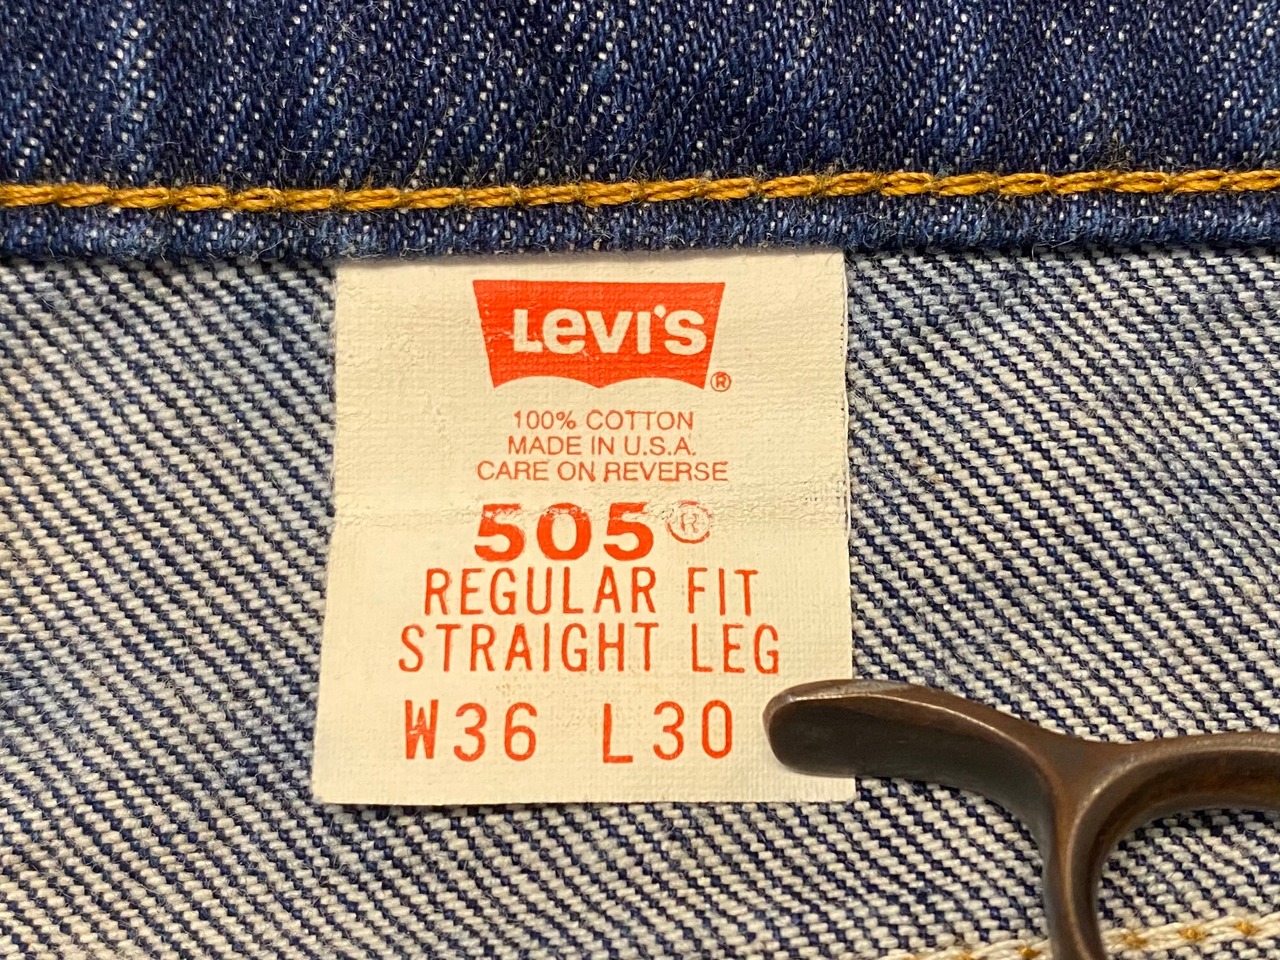 LEVI'S ®
100% COTTON
MADE IN U.S.A.
CARE ON REVERSE
505®
REGULAR FIT
STRAIGHT LEG
W36 L30